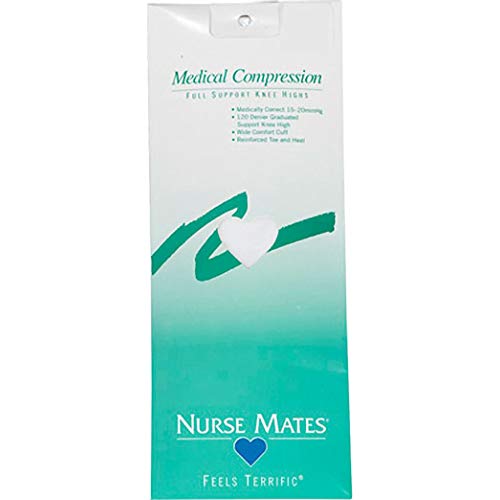 Medical Compression
FULL SUPPORT KNEE HIGHS
• Medically Correct 15-20mmHg
• 120 Denier Graduated
Support Knee High
• Wide Comfort Cuff
• Reinforced Toe and Heel
NURSE MATES®
FEELS TERRIFIC®